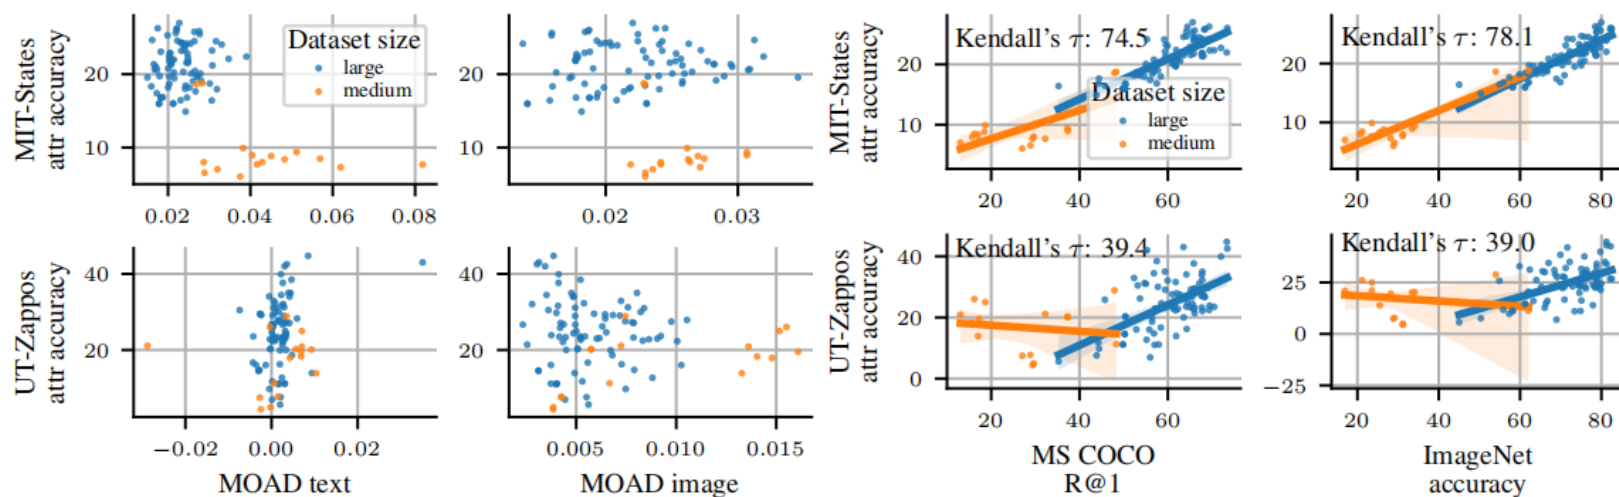 MIT-States
attr accuracy
20
10
Dataset size
large
medium
0.02
0.04
0.06
0.08
0.02
0.03
MIT-States
attr accuracy
20
10
Kendall's τ: 74.5
Dataset size
large
medium
20
40
60
20
10
Kendall's τ: 78.1
20
40
60
80
UT-Zappos
attr accuracy
40
20
−0.02
0.00
0.02
MOAD text
0.005
0.010
0.015
MOAD image
UT-Zappos
attr accuracy
40
20
0
Kendall's τ: 39.4
20
40
60
MS COCO
R@1
25
0
−25
Kendall's τ: 39.0
20
40
60
80
ImageNet
accuracy